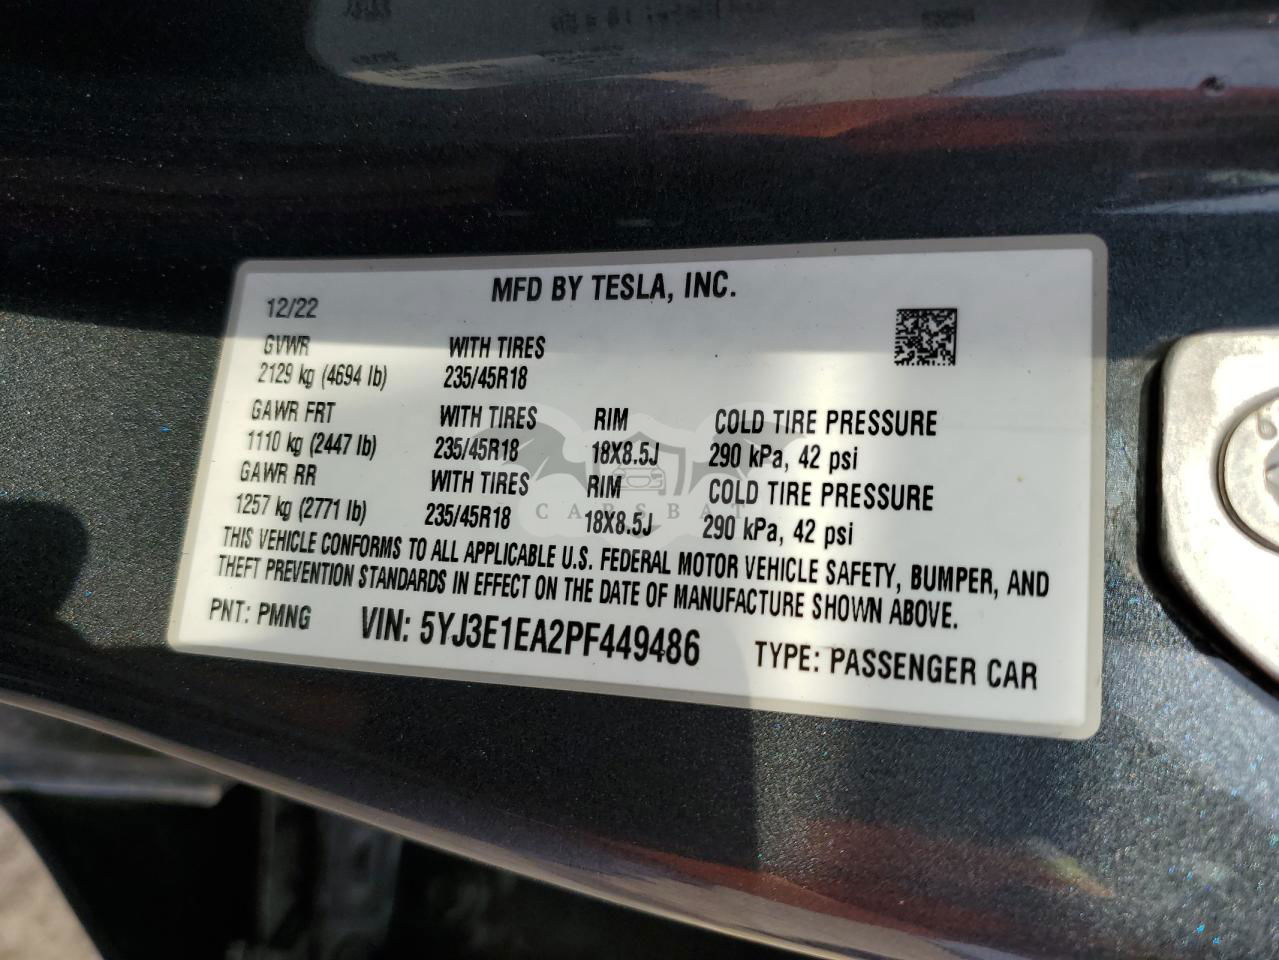 MFD BY TESLA, INC.
12/22
GVWR WITH TIRES
2129 kg (4694 lb) 235/45R18
GAWR FRT WITH TIRES RIM COLD TIRE PRESSURE
1110 kg (2447 lb) 235/45R18 18X8.5J 290 kPa, 42 psi
GAWR RR WITH TIRES RIM COLD TIRE PRESSURE
1257 kg (2771 lb) 235/45R18 18X8.5J 290 kPa, 42 psi
THIS VEHICLE CONFORMS TO ALL APPLICABLE U.S. FEDERAL MOTOR VEHICLE SAFETY, BUMPER, AND
THEFT PREVENTION STANDARDS IN EFFECT ON THE DATE OF MANUFACTURE SHOWN ABOVE.
PNT: PMNG VIN: 5YJ3E1EA2PF449486 TYPE: PASSENGER CAR
CARSBAT